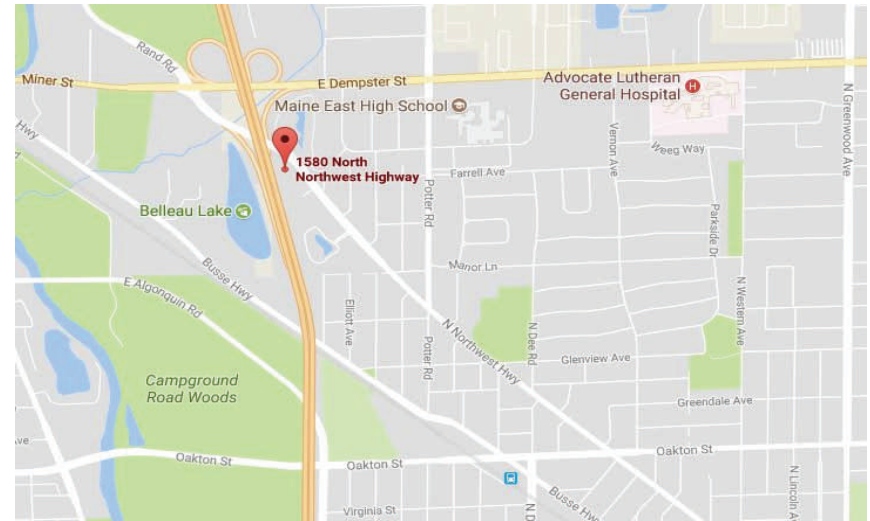 Rand Rd
Miner St
E Dempster St
Advocate Lutheran
General Hospital
H
Maine East High School
N Greenwood Ave
Hwy
Vernon Ave
Weeg Way
1580 North
Northwest Highway
Farrell Ave
Potter Rd
Parkside Dr
Belleau Lake
Busse Hwy
Manor Ln
E Algonquin Rd
N Western Ave
Elliott Ave
N Northwest Hwy
N Dee Rd
Potter Rd
Glenview Ave
Campground
Road Woods
Greendale Ave
Oakton St
Oakton St
Oakton St
Busse Hwy
N Lincoln A
Virginia St
N D